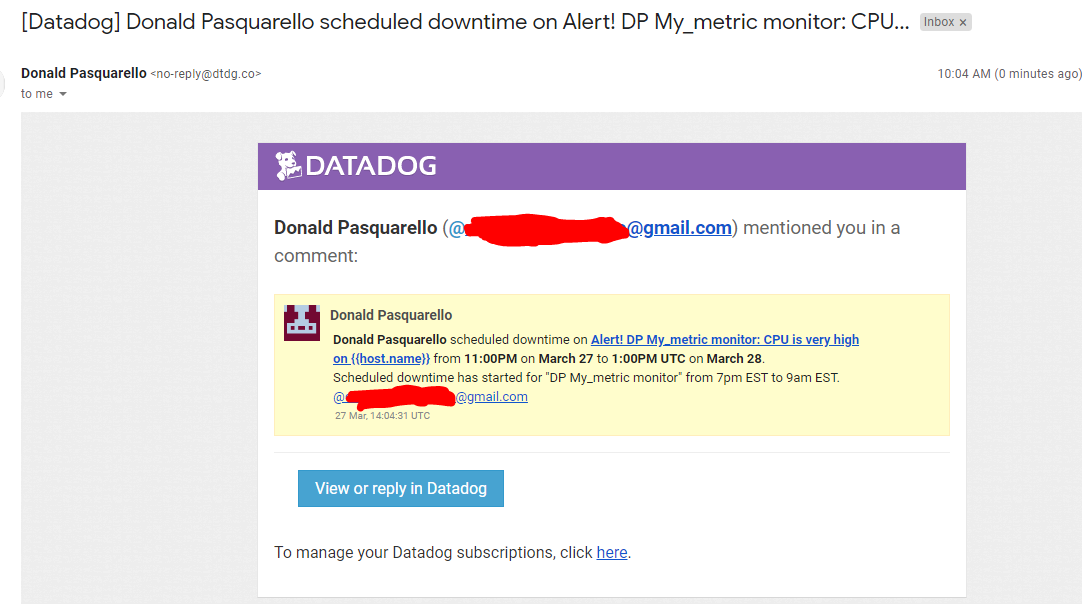 [Datadog] Donald Pasquarello scheduled downtime on Alert! DP My_metric monitor: CPU... Inbox ×
Donald Pasquarello <no-reply@dtdg.co> 10:04 AM (0 minutes ago)
to me
DATADOG
Donald Pasquarello (@ @gmail.com) mentioned you in a
comment:
Donald Pasquarello
Donald Pasquarello scheduled downtime on Alert! DP My_metric monitor: CPU is very high
on {{host.name}} from 11:00PM on March 27 to 1:00PM UTC on March 28.
Scheduled downtime has started for "DP My_metric monitor" from 7pm EST to 9am EST.
@ @gmail.com
27 Mar, 14:04:31 UTC
View or reply in Datadog
To manage your Datadog subscriptions, click here.